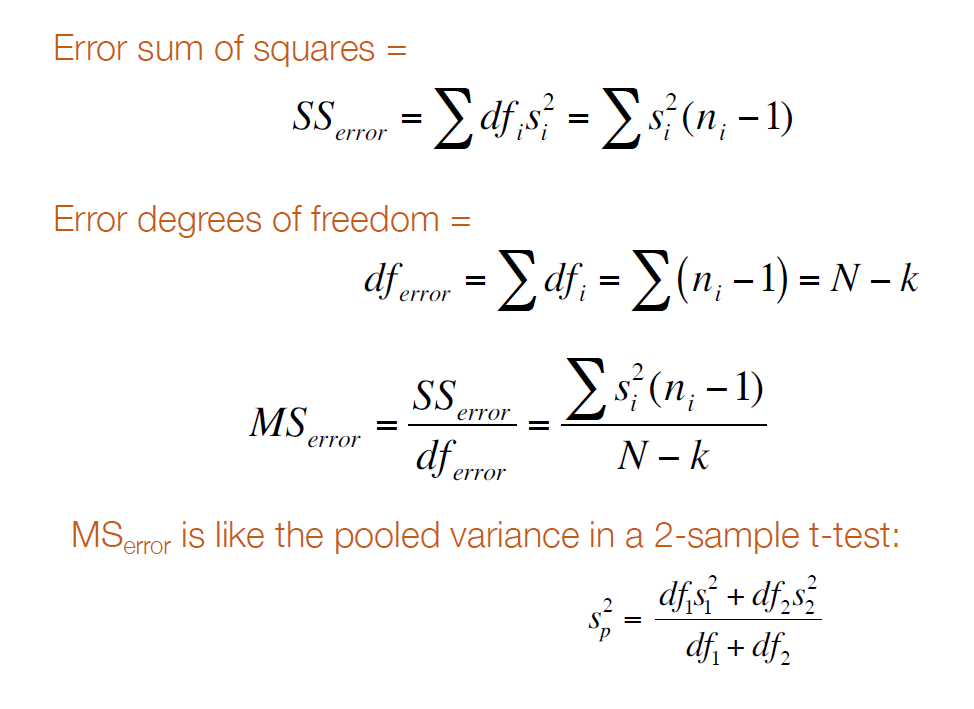 Error sum of squares =
SS_error = ∑ df_i s_i^2 = ∑ s_i^2 (n_i − 1)
Error degrees of freedom =
df_error = ∑ df_i = ∑ (n_i − 1) = N − k
MS_error = SS_error / df_error = ∑ s_i^2 (n_i − 1) / N − k
MS_error is like the pooled variance in a 2-sample t-test:
s_p^2 = df_1 s_1^2 + df_2 s_2^2 / df_1 + df_2